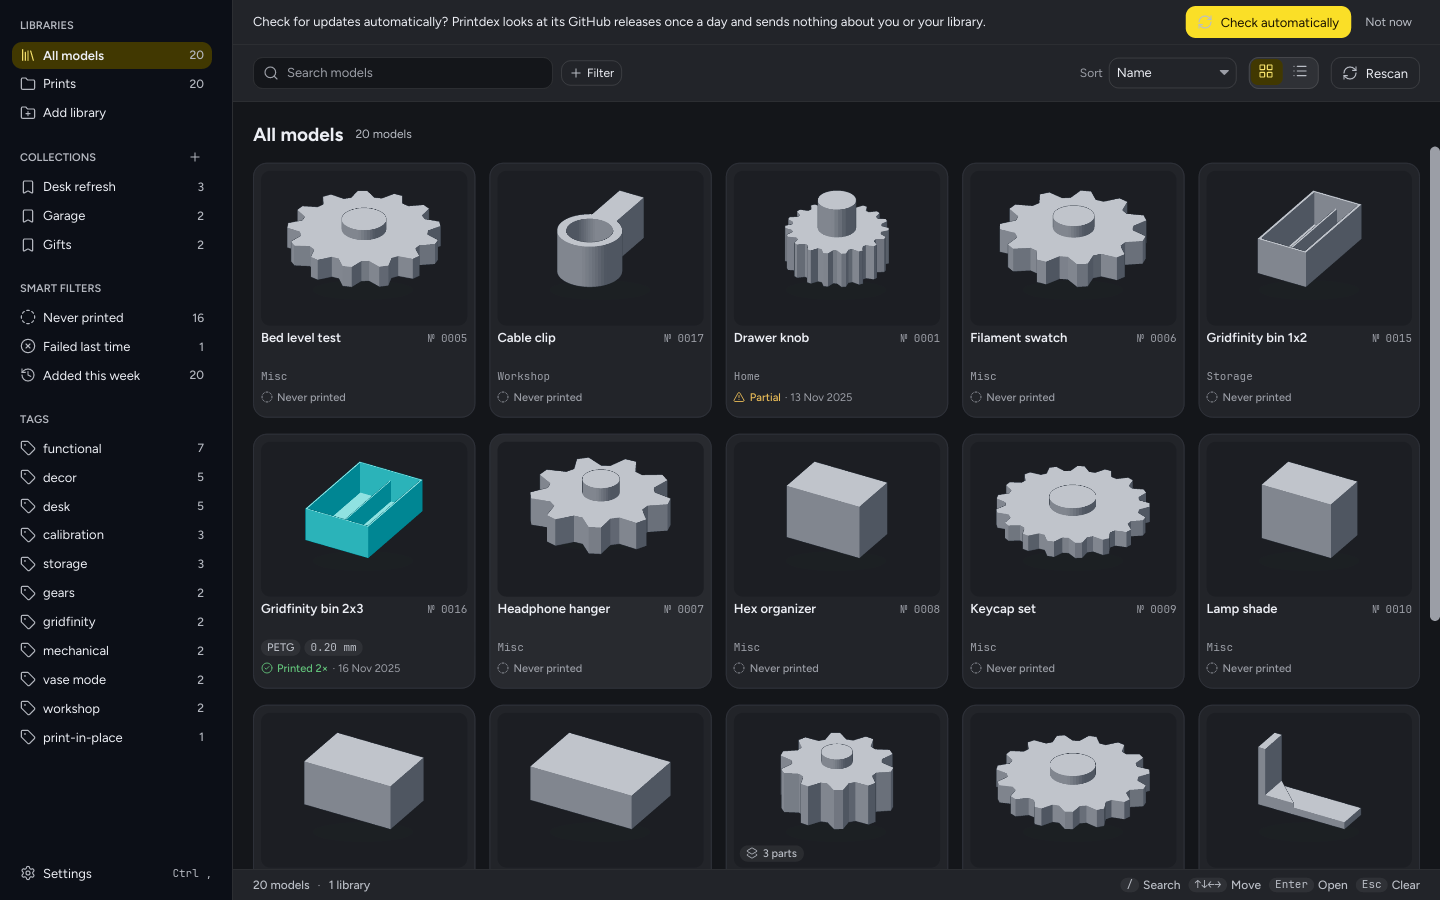 LIBRARIES
All models 20
Prints 20
Add library
COLLECTIONS
Desk refresh 3
Garage 2
Gifts 2
SMART FILTERS
Never printed 16
Failed last time 1
Added this week 20
TAGS
functional 7
decor 5
desk 5
calibration 3
storage 3
gears 2
gridfinity 2
mechanical 2
vase mode 2
workshop 2
print-in-place 1
Settings Ctrl ,
Check for updates automatically? Printdex looks at its GitHub releases once a day and sends nothing about you or your library.
Check automatically Not now
Search models
Filter
Sort Name
Rescan
All models 20 models
Bed level test № 0005
Misc
Never printed
Cable clip № 0017
Workshop
Never printed
Drawer knob № 0001
Home
Partial · 13 Nov 2025
Filament swatch № 0006
Misc
Never printed
Gridfinity bin 1x2 № 0015
Storage
Never printed
Gridfinity bin 2x3 № 0016
PETG 0.20 mm
Printed 2× · 16 Nov 2025
Headphone hanger № 0007
Misc
Never printed
Hex organizer № 0008
Misc
Never printed
Keycap set № 0009
Misc
Never printed
Lamp shade № 0010
Misc
Never printed
3 parts
20 models · 1 library
/ Search ↑↓←→ Move Enter Open Esc Clear